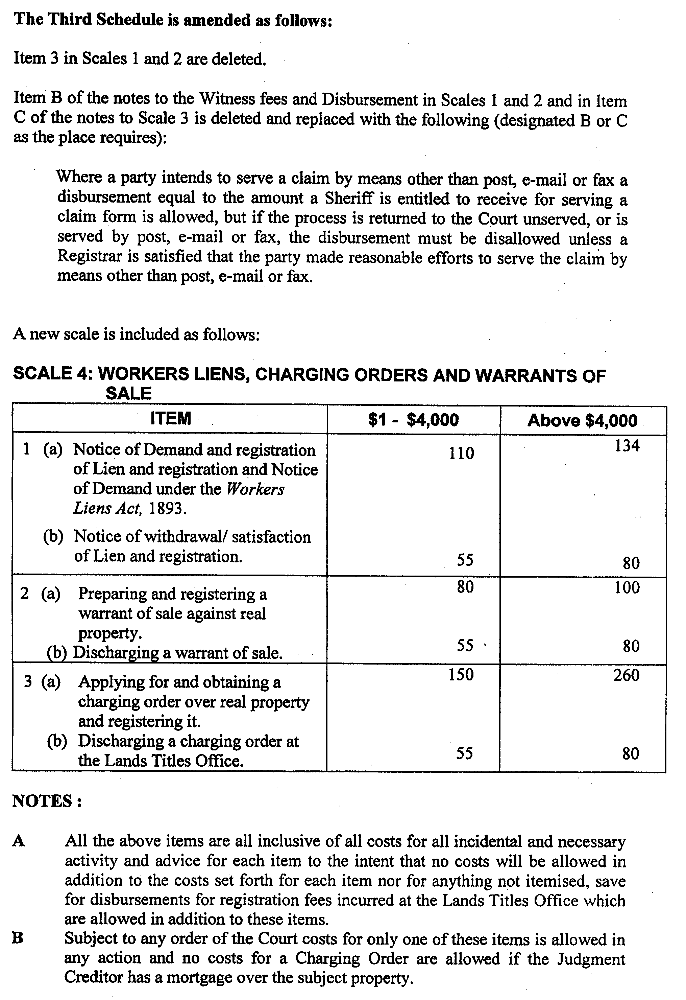 The Third Schedule is amended as follows:
Item 3 in Scales 1 and 2 are deleted.
Item B of the notes to the Witness fees and Disbursement in Scales 1 and 2 and in Item
C of the notes to Scale 3 is deleted and replaced with the following (designated B or C
as the place requires):
Where a party intends to serve a claim by means other than post, e-mail or fax a
disbursement equal to the amount a Sheriff is entitled to receive for serving a
claim form is allowed, but if the process is returned to the Court unserved, or is
served by post, e-mail or fax, the disbursement must be disallowed unless a
Registrar is satisfied that the party made reasonable efforts to serve the claim by
means other than post, e-mail or fax.
A new scale is included as follows:
SCALE 4: WORKERS LIENS, CHARGING ORDERS AND WARRANTS OF
SALE
ITEM $1 - $4,000 Above $4,000
1 (a) Notice of Demand and registration 110 134
of Lien and registration and Notice
of Demand under the Workers
Liens Act, 1893.
(b) Notice of withdrawal/ satisfaction
of Lien and registration. 55 80
2 (a) Preparing and registering a 80 100
warrant of sale against real
property.
(b) Discharging a warrant of sale. 55 80
3 (a) Applying for and obtaining a 150 260
charging order over real property
and registering it.
(b) Discharging a charging order at
the Lands Titles Office. 55 80
NOTES :
A All the above items are all inclusive of all costs for all incidental and necessary
activity and advice for each item to the intent that no costs will be allowed in
addition to the costs set forth for each item nor for anything not itemised, save
for disbursements for registration fees incurred at the Lands Titles Office which
are allowed in addition to these items.
B Subject to any order of the Court costs for only one of these items is allowed in
any action and no costs for a Charging Order are allowed if the Judgment
Creditor has a mortgage over the subject property.